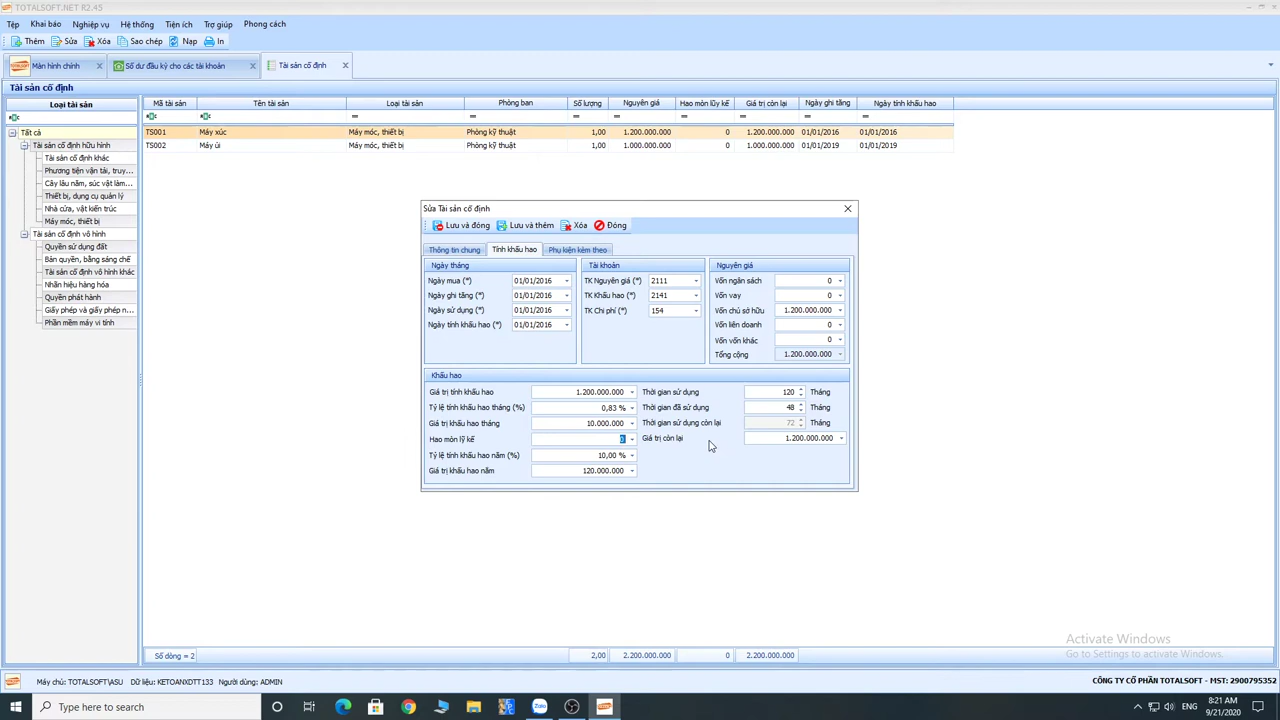 TOTALSOFT.NET R2.45
Tệp Khai báo Nghiệp vụ Hệ thống Tiện ích Trợ giúp Phong cách
Thêm Sửa Xóa Sao chép Nạp In
Màn hình chính Số dư đầu kỳ cho các tài khoản Tài sản cố định
Tài sản cố định
Loại tài sản Mã tài sản Tên tài sản Loại tài sản Phòng ban Số lượng Nguyên giá Hao mòn lũy kế Giá trị còn lại Ngày ghi tăng Ngày tính khấu hao
Tất cả TS001 Máy xúc Máy móc, thiết bị Phòng kỹ thuật 1,00 1.200.000.000 0 1.200.000.000 01/01/2016 01/01/2016
Tài sản cố định hữu hình TS002 Máy ủi Máy móc, thiết bị Phòng kỹ thuật 1,00 1.000.000.000 0 1.000.000.000 01/01/2019 01/01/2019
Tài sản cố định khác
Phương tiện vận tải, truy...
Cây lâu năm, súc vật làm...
Thiết bị, dụng cụ quản lý
Nhà cửa, vật kiến trúc
Máy móc, thiết bị
Tài sản cố định vô hình
Quyền sử dụng đất
Bản quyền, bằng sáng chế
Tài sản cố định vô hình khác
Nhãn hiệu hàng hóa
Quyền phát hành
Giấy phép và giấy phép n...
Phần mềm máy vi tính
Sửa Tài sản cố định
Lưu và đóng Lưu và thêm Xóa Đóng
Thông tin chung Tính khấu hao Phụ kiện kèm theo
Ngày tháng Tài khoản Nguyên giá
Ngày mua (*) 01/01/2016 TK Nguyên giá (*) 2111 Vốn ngân sách 0
Ngày ghi tăng (*) 01/01/2016 TK Khấu hao (*) 2141 Vốn vay 0
Ngày sử dụng (*) 01/01/2016 TK Chi phí (*) 154 Vốn chủ sở hữu 1.200.000.000
Ngày tính khấu hao (*) 01/01/2016 Vốn liên doanh 0
Vốn vốn khác 0
Tổng cộng 1.200.000.000
Khấu hao
Giá trị tính khấu hao 1.200.000.000 Thời gian sử dụng 120 Tháng
Tỷ lệ tính khấu hao tháng (%) 0,83 % Thời gian đã sử dụng 48 Tháng
Giá trị khấu hao tháng 10.000.000 Thời gian sử dụng còn lại 72 Tháng
Hao mòn lỹ kế 0 Giá trị còn lại 1.200.000.000
Tỷ lệ tính khấu hao năm (%) 10,00 %
Giá trị khấu hao năm 120.000.000
Activate Windows
Go to Settings to activate Windows.
Số dòng = 2 2,00 2.200.000.000 0 2.200.000.000
Máy chủ: TOTALSOFT\ASU Dữ liệu: KETOANXDTT133 Người dùng: ADMIN CÔNG TY CỔ PHẦN TOTALSOFT - MST: 2900795352
Type here to search Zalo ENG 8:21 AM
9/21/2020